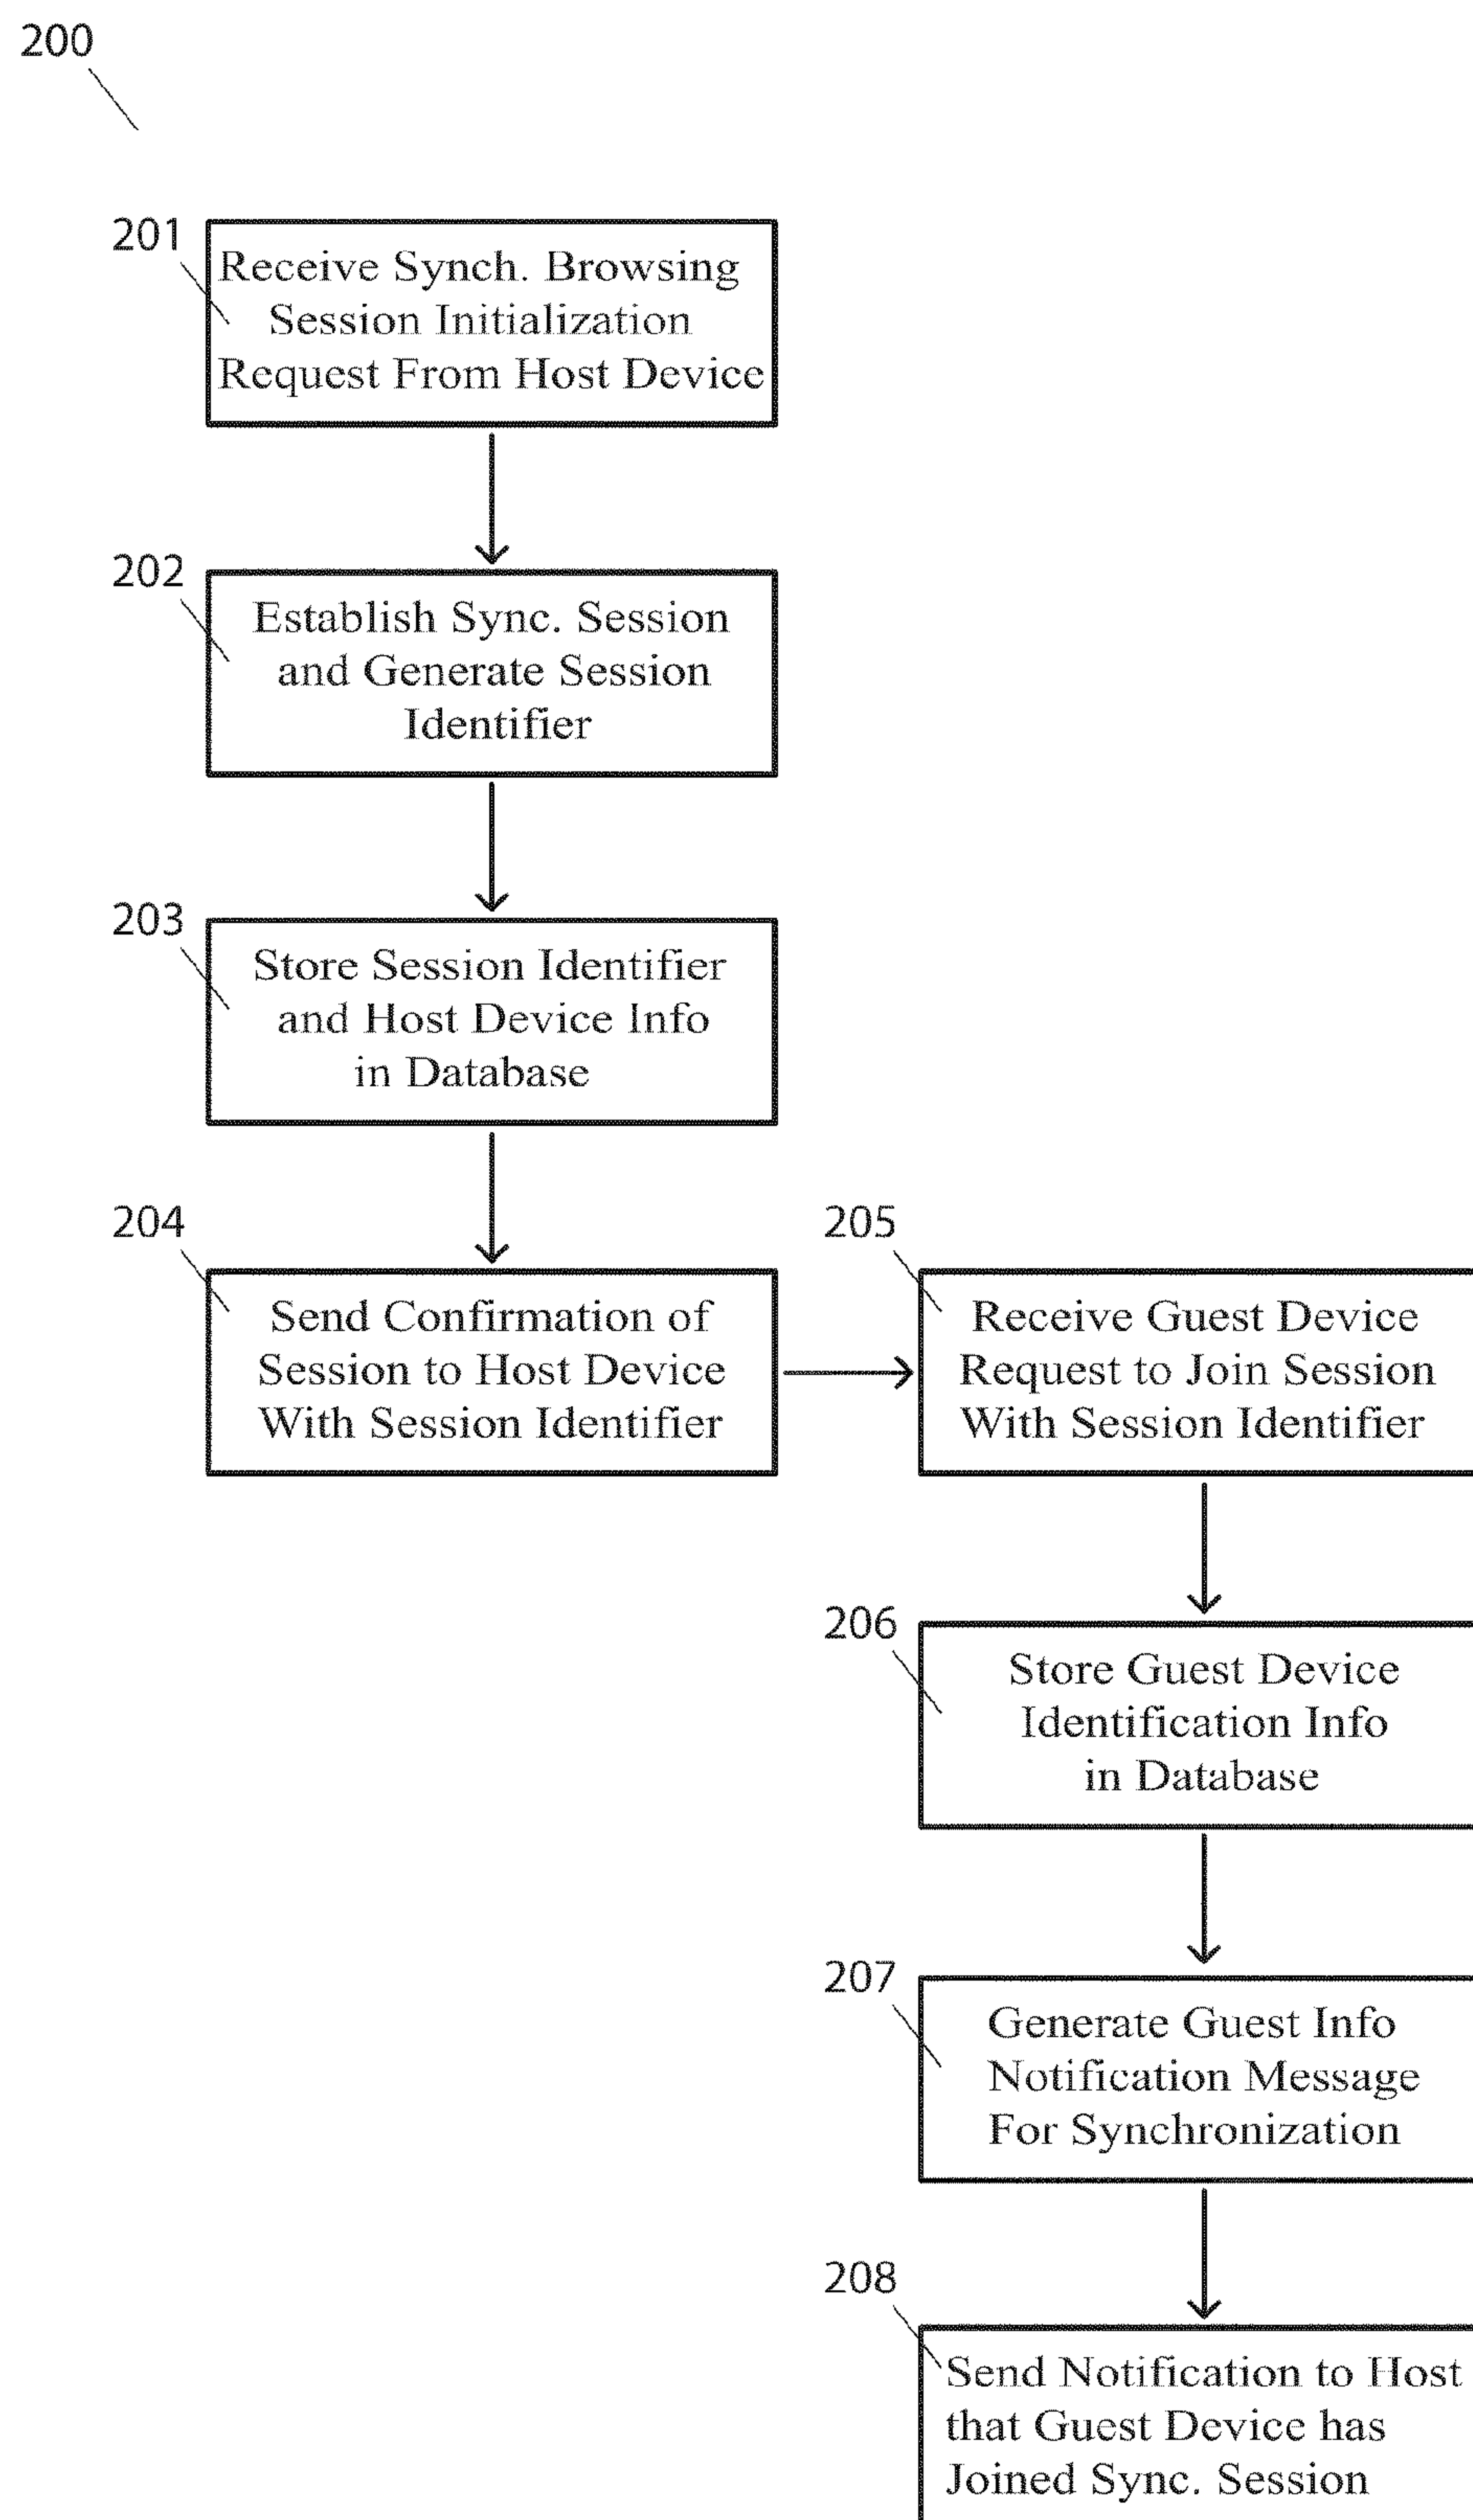 200
201
Receive Synch. Browsing
Session Initialization
Request From Host Device
202
Establish Sync. Session
and Generate Session
Identifier
203
Store Session Identifier
and Host Device Info
in Database
204
Send Confirmation of
Session to Host Device
With Session Identifier
205
Receive Guest Device
Request to Join Session
With Session Identifier
206
Store Guest Device
Identification Info
in Database
207
Generate Guest Info
Notification Message
For Synchronization
208
Send Notification to Host
that Guest Device has
Joined Sync. Session